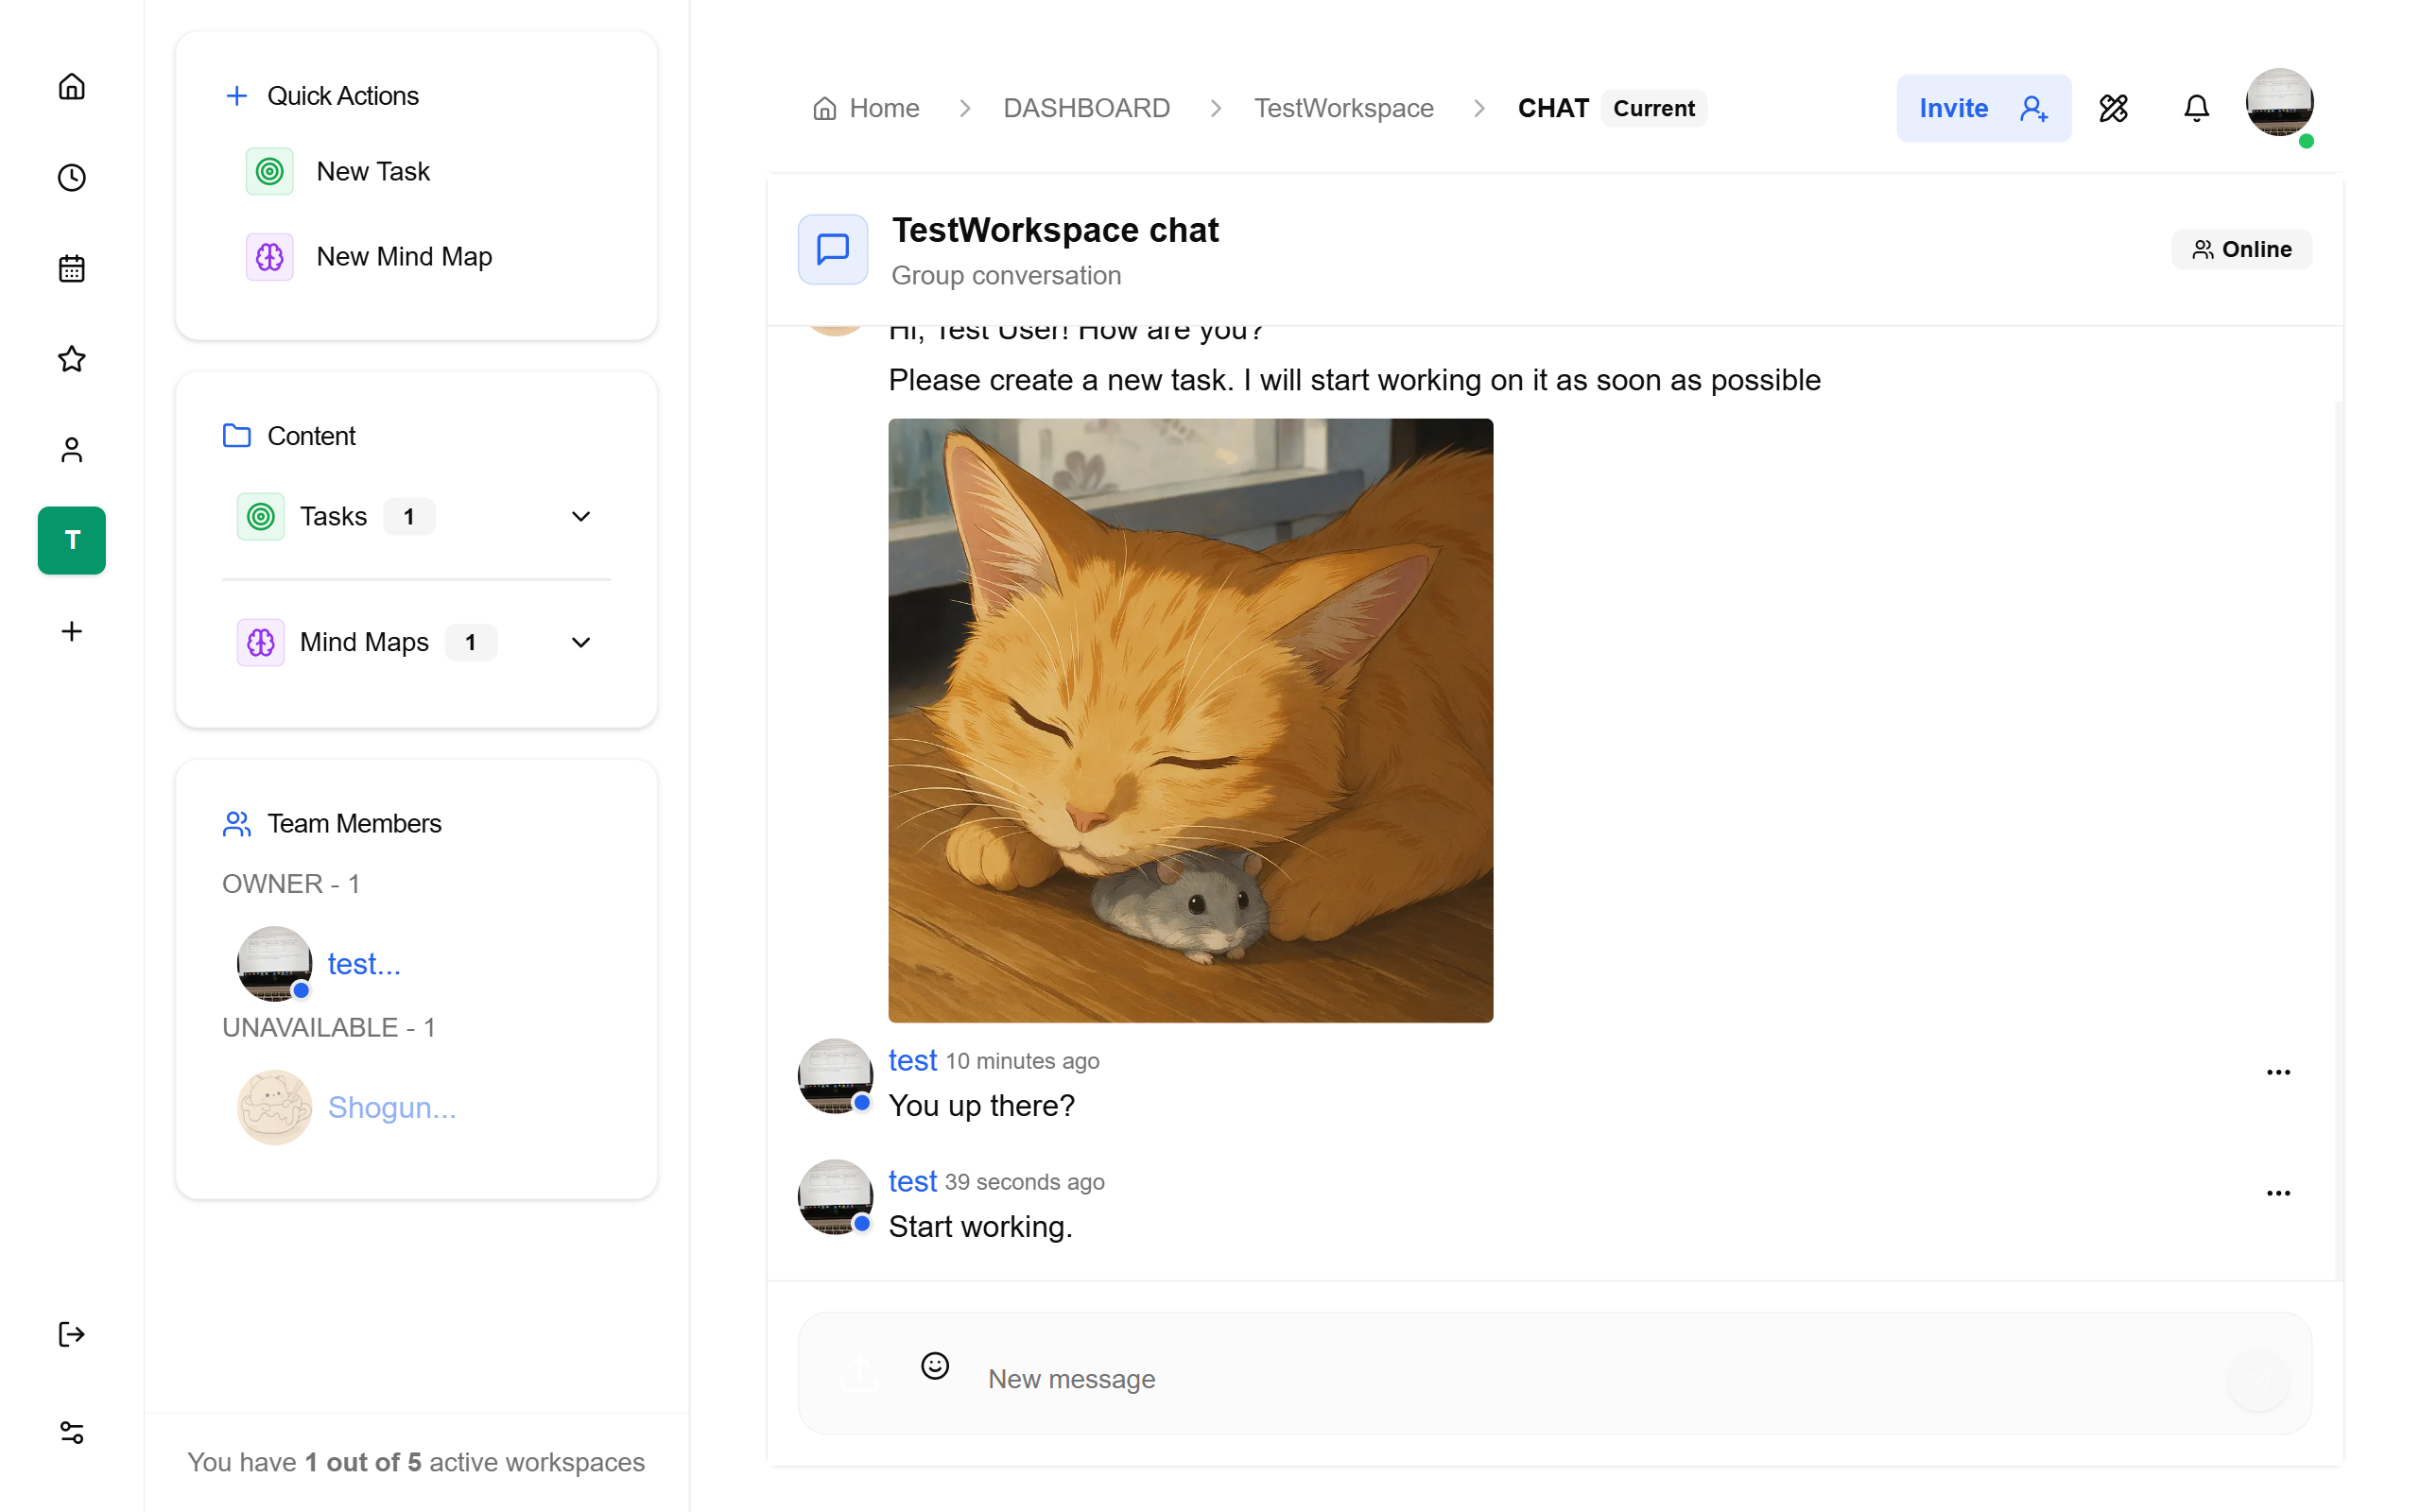 Quick Actions
New Task
New Mind Map
Content
Tasks 1
Mind Maps 1
Team Members
OWNER - 1
test...
UNAVAILABLE - 1
Shogun...
T
You have 1 out of 5 active workspaces
Home
DASHBOARD
TestWorkspace
CHAT
Current
Invite
TestWorkspace chat
Group conversation
Online
Hi, Test User! How are you?
Please create a new task. I will start working on it as soon as possible
test 10 minutes ago
You up there?
test 39 seconds ago
Start working.
New message